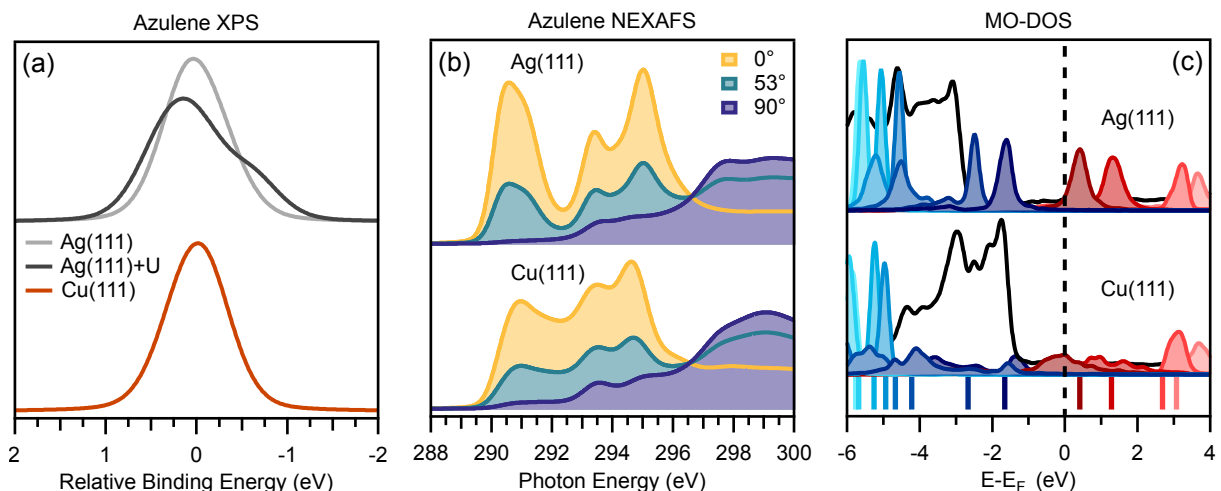 Azulene XPS
(a)
Ag(111)
Ag(111)+U
Cu(111)
2 1 0 -1 -2
Relative Binding Energy (eV)
Azulene NEXAFS
(b)
Ag(111)
0°
53°
90°
Cu(111)
288 290 292 294 296 298 300
Photon Energy (eV)
MO-DOS
(c)
Ag(111)
Cu(111)
-6 -4 -2 0 2 4
E-E_F (eV)